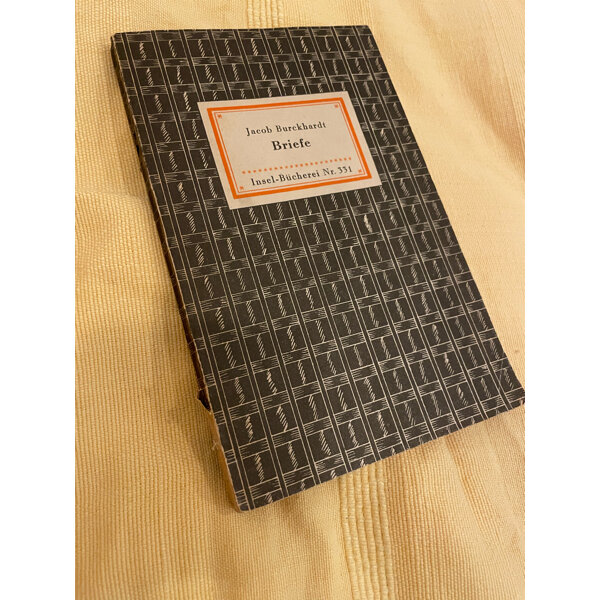 Jacob Burckhardt
Briefe
Insel-Bücherei Nr. 331